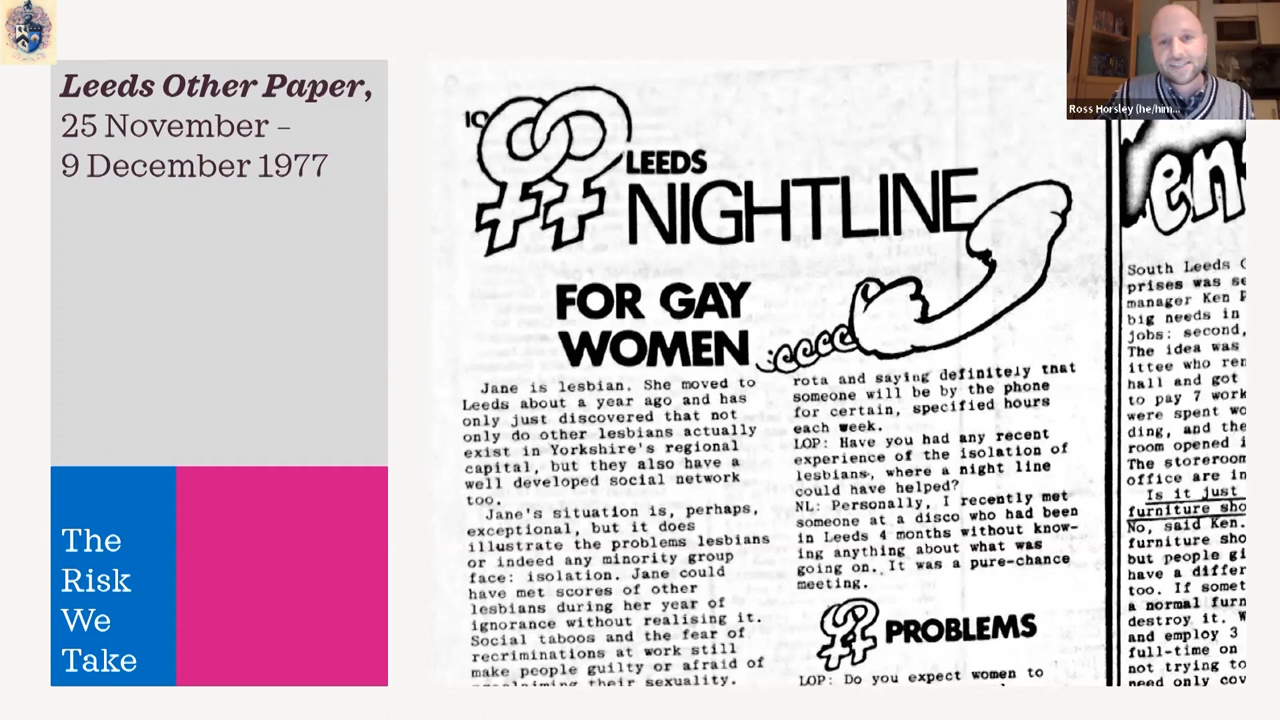 Leeds Other Paper,
25 November –
9 December 1977
The
Risk
We
Take
Ross Horsley (he/him...
LEEDS
NIGHTLINE
FOR GAY
WOMEN
Jane is lesbian. She moved to
Leeds about a year ago and has
only just discovered that not
only do other lesbians actually
exist in Yorkshire's regional
capital, but they also have a
well developed social network
too.
Jane's situation is, perhaps,
exceptional, but it does
illustrate the problems lesbians
or indeed any minority group
face: isolation. Jane could
have met scores of other
lesbians during her year of
ignorance without realising it.
Social taboos and the fear of
recriminations at work still
make people guilty or afraid of
their sexuality.
rota and saying definitely that
someone will be by the phone
for certain, specified hours
each week.
LOP: Have you had any recent
experience of the isolation of
lesbians, where a night line
could have helped?
NL: Personally, I recently met
someone at a disco who had been
in Leeds 4 months without know-
ing anything about what was
going on. It was a pure-chance
meeting.
PROBLEMS
LOP: Do you expect women to
en
South Leeds
prises was se
manager Ken
big needs in
jobs: second,
The idea was
ittee who ren
hall and got
to pay 7 work
were spent wo
ding, and the
room opened i
The storeroom
office are in
Is it just
furniture sho
No, said Ken.
furniture sho
but people gi
have a differ
too. If somet
a normal furn
destroy it. W
and employ 3
full-time on
not trying to
need only cov